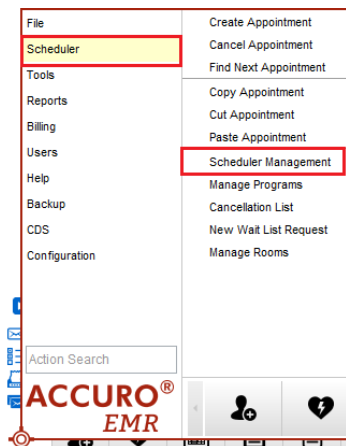 File
Scheduler
Tools
Reports
Billing
Users
Help
Backup
CDS
Configuration
Create Appointment
Cancel Appointment
Find Next Appointment
Copy Appointment
Cut Appointment
Paste Appointment
Scheduler Management
Manage Programs
Cancellation List
New Wait List Request
Manage Rooms
Action Search
ACCURO®
EMR